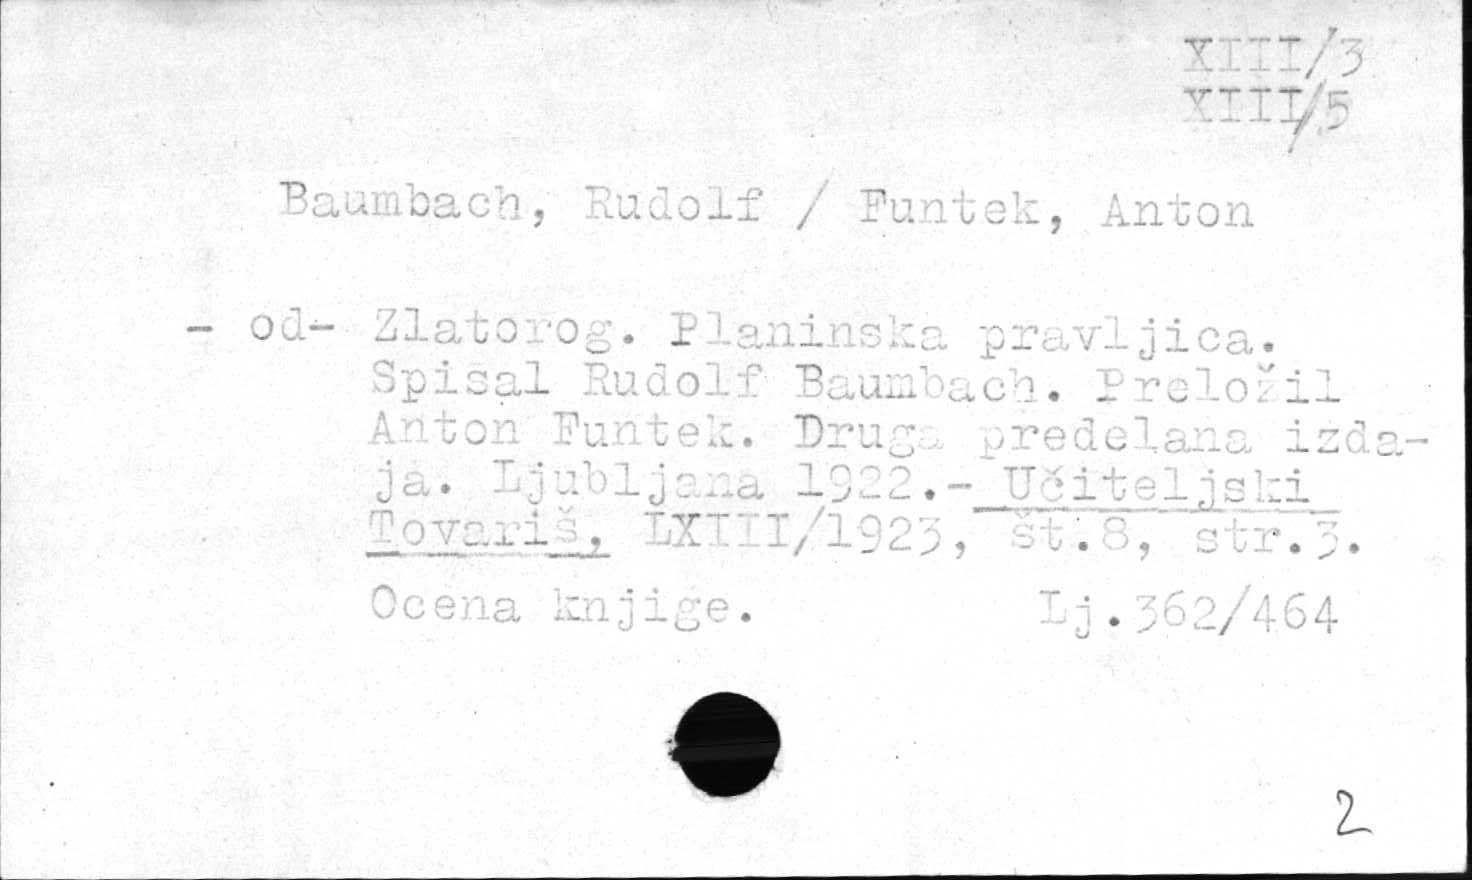 XIII/3
XIII/5
Baumbach, Rudolf / Funtek, Anton
- od- Zlatorog. Planinska pravljica.
Spisal Rudolf Baumbach. Preložil
Anton Funtek. Druga predelana izda-
ja. Ljubljana 1922.- Učiteljski
Tovariš, LXIII/1923, št.8, str.3.
Ocena knjige. Lj.362/464
2